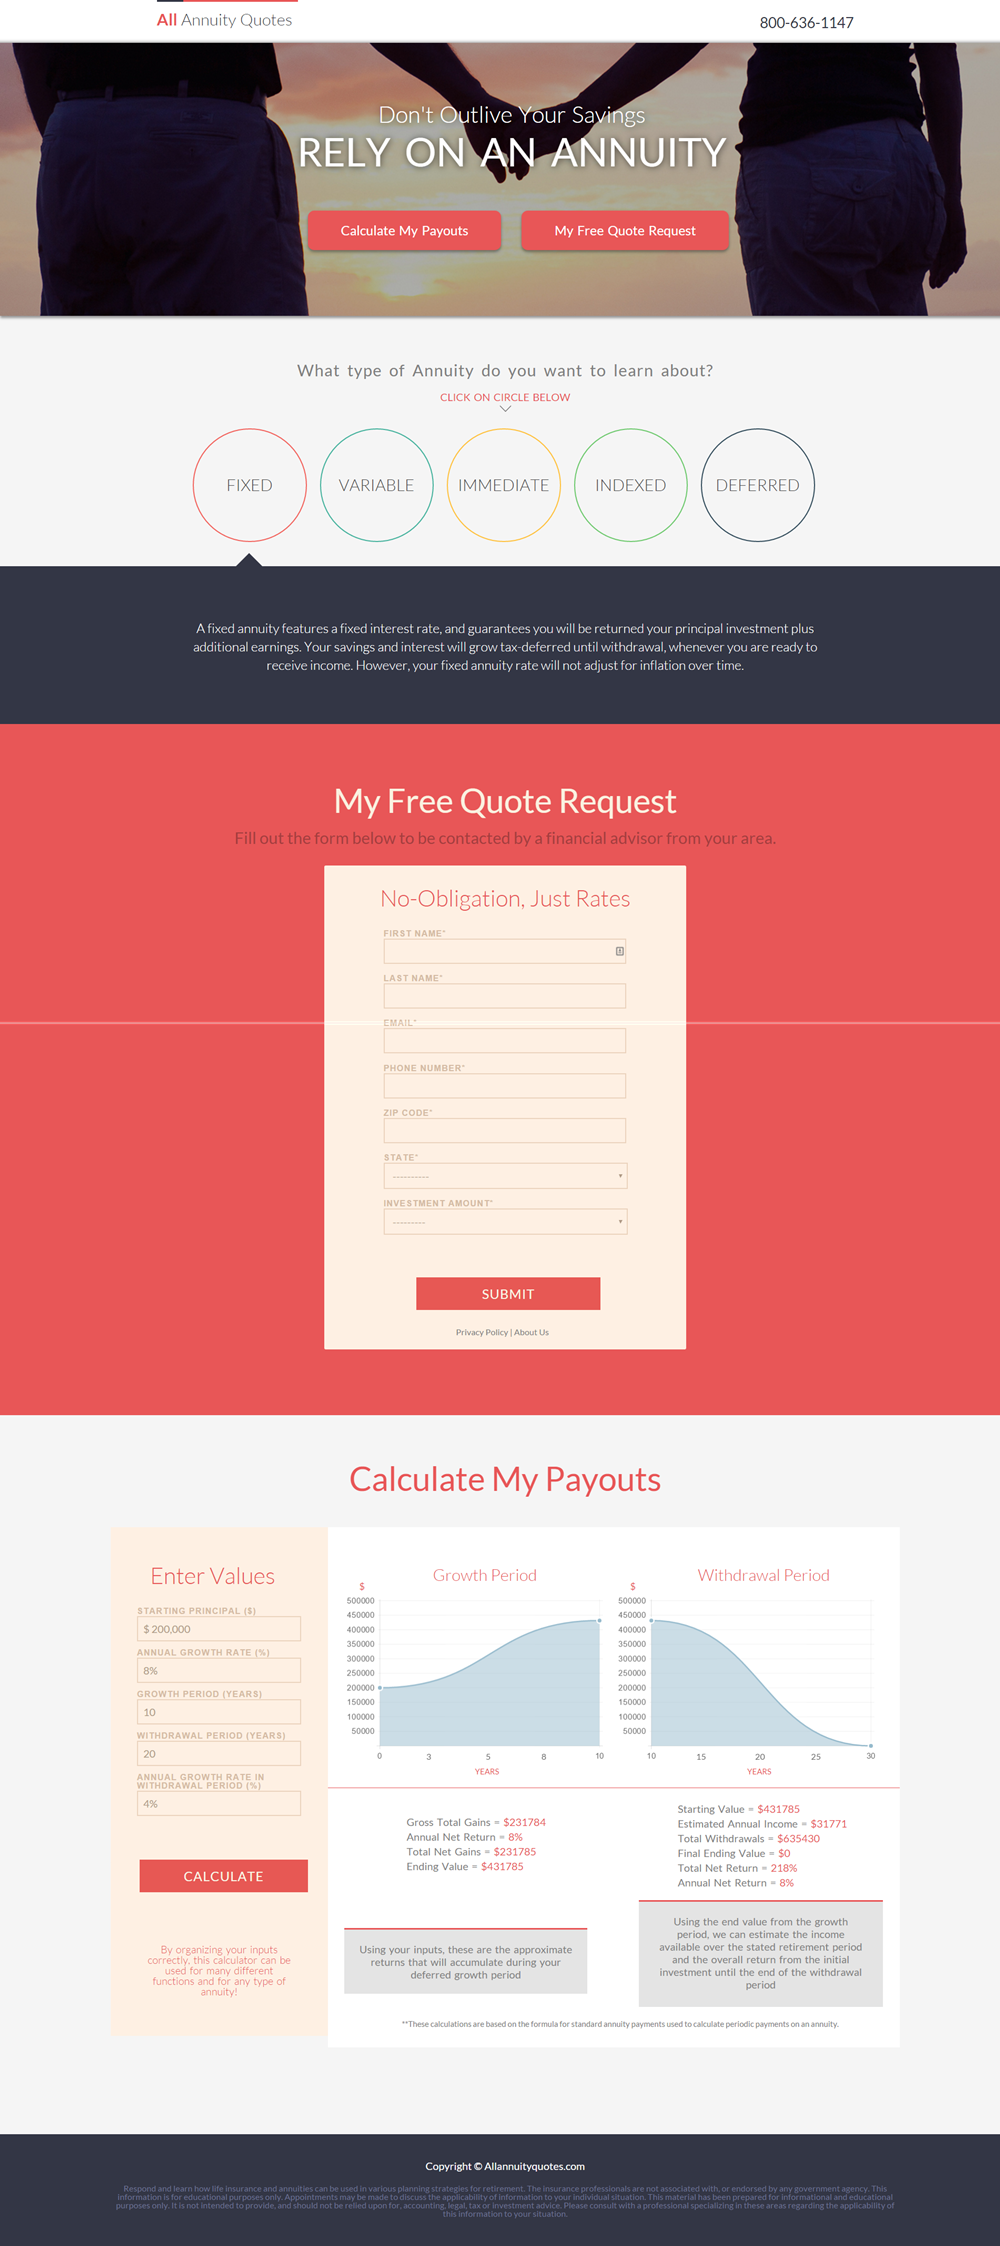 All Annuity Quotes
800-636-1147
Don't Outlive Your Savings
RELY ON AN ANNUITY
Calculate My Payouts
My Free Quote Request
What type of Annuity do you want to learn about?
CLICK ON CIRCLE BELOW
FIXED
VARIABLE
IMMEDIATE
INDEXED
DEFERRED
A fixed annuity features a fixed interest rate, and guarantees you will be returned your principal investment plus
additional earnings. Your savings and interest will grow tax-deferred until withdrawal, whenever you are ready to
receive income. However, your fixed annuity rate will not adjust for inflation over time.
My Free Quote Request
Fill out the form below to be contacted by a financial advisor from your area.
No-Obligation, Just Rates
FIRST NAME*
LAST NAME*
EMAIL*
PHONE NUMBER*
ZIP CODE*
STATE*
----------
INVESTMENT AMOUNT*
---------
SUBMIT
Privacy Policy | About Us
Calculate My Payouts
Enter Values
STARTING PRINCIPAL ($)
$ 200,000
ANNUAL GROWTH RATE (%)
8%
GROWTH PERIOD (YEARS)
10
WITHDRAWAL PERIOD (YEARS)
20
ANNUAL GROWTH RATE IN
WITHDRAWAL PERIOD (%)
4%
CALCULATE
By organizing your inputs
correctly, this calculator can be
used for many different
functions and for any type of
annuity!
Growth Period
$
500000
450000
400000
350000
300000
250000
200000
150000
100000
50000
0 3 5 8 10
YEARS
Withdrawal Period
$
500000
450000
400000
350000
300000
250000
200000
150000
100000
50000
10 15 20 25 30
YEARS
Gross Total Gains = $231784
Annual Net Return = 8%
Total Net Gains = $231785
Ending Value = $431785
Using your inputs, these are the approximate
returns that will accumulate during your
deferred growth period
Starting Value = $431785
Estimated Annual Income = $31771
Total Withdrawals = $635430
Final Ending Value = $0
Total Net Return = 218%
Annual Net Return = 8%
Using the end value from the growth
period, we can estimate the income
available over the stated retirement period
and the overall return from the initial
investment until the end of the withdrawal
period
**These calculations are based on the formula for standard annuity payments used to calculate periodic payments on an annuity.
Copyright © Allannuityquotes.com
Respond and learn how life insurance and annuities can be used in various planning strategies for retirement. The insurance professionals are not associated with, or endorsed by any government agency. This
information is for educational purposes only. Appointments may be made to discuss the applicability of information to your individual situation. This material has been prepared for informational and educational
purposes only. It is not intended to provide, and should not be relied upon for, accounting, legal, tax or investment advice. Please consult with a professional specializing in these areas regarding the applicability of
this information to your situation.